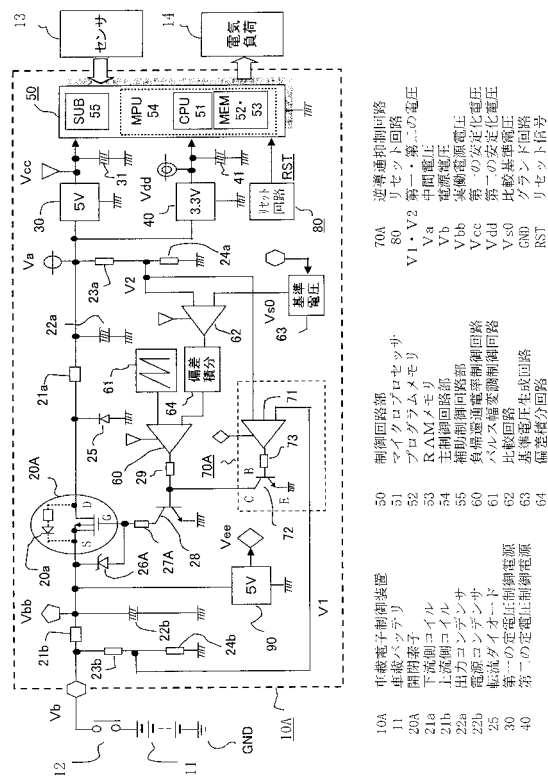 13
センサ
14
電気
負荷
50
SUB
55
MPU
54
CPU
51
MEM
52・
53
Vcc
31
30
5V
Vdd
41
40
3.3V
RST
リセット
回路
80
Va
23a
24a
V2
22a
21a
25
20A
20a
S
D
G
26A
27A
28
29
60
61
62
63
64
偏差
積分
Vs0
基準
電圧
70A
71
72
73
B
C
E
Vbb
21b
22b
23b
24b
Vee
90
5V
V1
Vb
12
11
GND
10A
10A 車載電子制御装置
11 車載バッテリ
20A 開閉素子
21a 下流側コイル
21b 上流側コイル
22a 出力コンデンサ
22b 電源コンデンサ
25 転流ダイオード
30 第一の定電圧制御電源
40 第二の定電圧制御電源
50 制御回路部
51 マイクロプロセッサ
52 プログラムメモリ
53 RAMメモリ
54 主制御回路部
55 補助制御回路部
60 負帰還通電率制御回路
61 パルス幅変調制御回路
62 比較回路
63 基準電圧生成回路
64 偏差積分回路
70A 逆導通抑制回路
80 リセット回路
V1・V2 第一・第二の電圧
Va 中間電圧
Vb 電源電圧
Vbb 実働電源電圧
Vcc 第一の安定化電圧
Vdd 第二の安定化電圧
Vs0 比較基準電圧
GND グランド回路
RST リセット信号